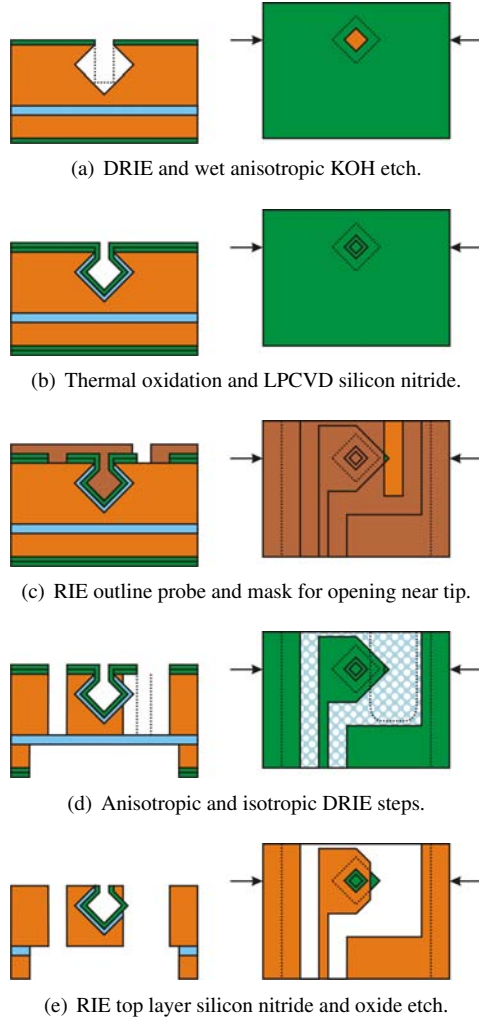 (a) DRIE and wet anisotropic KOH etch.
(b) Thermal oxidation and LPCVD silicon nitride.
(c) RIE outline probe and mask for opening near tip.
(d) Anisotropic and isotropic DRIE steps.
(e) RIE top layer silicon nitride and oxide etch.